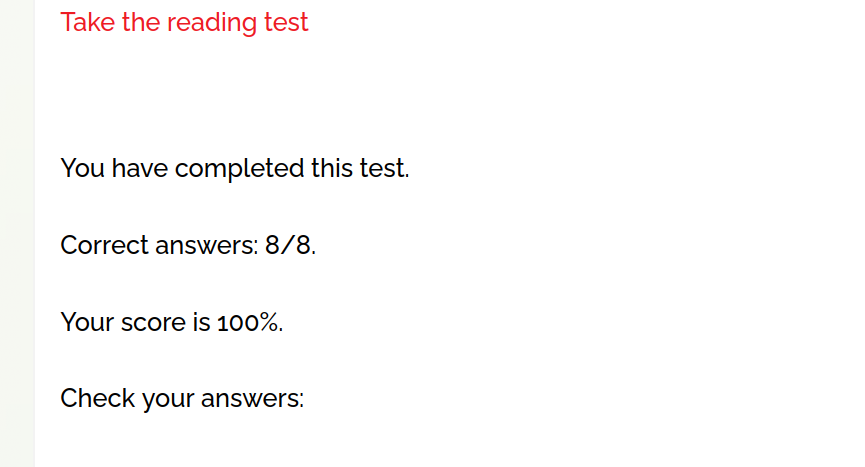 Take the reading test
You have completed this test.
Correct answers: 8/8.
Your score is 100%.
Check your answers: